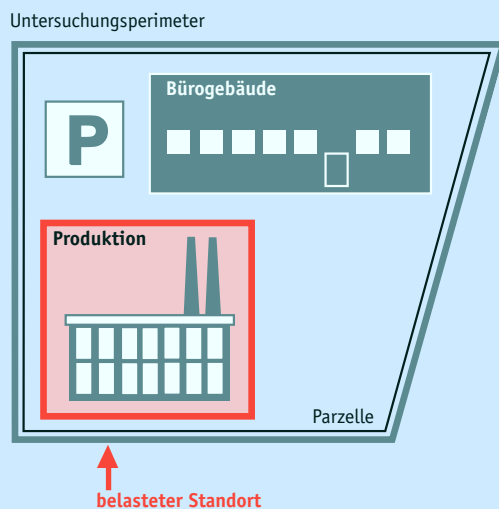 Untersuchungsperimeter
Bürogebäude
P
Produktion
Parzelle
belasteter Standort